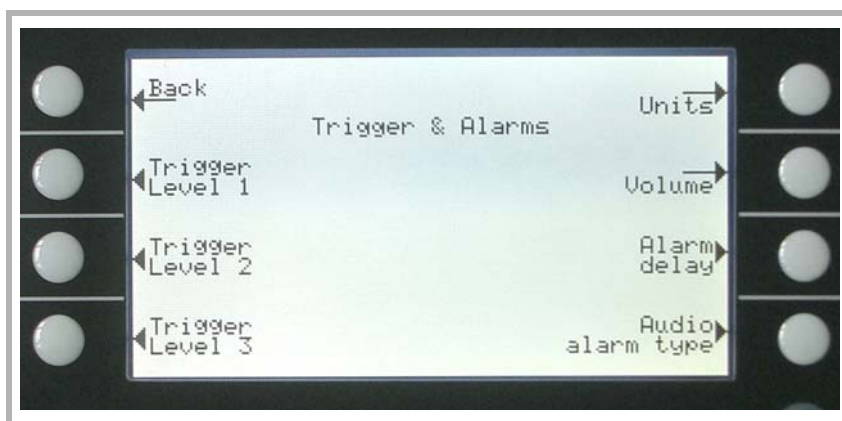 Back
Units
Trigger & Alarms
Trigger
Level 1
Volume
Trigger
Level 2
Alarm
delay
Trigger
Level 3
Audio
alarm type